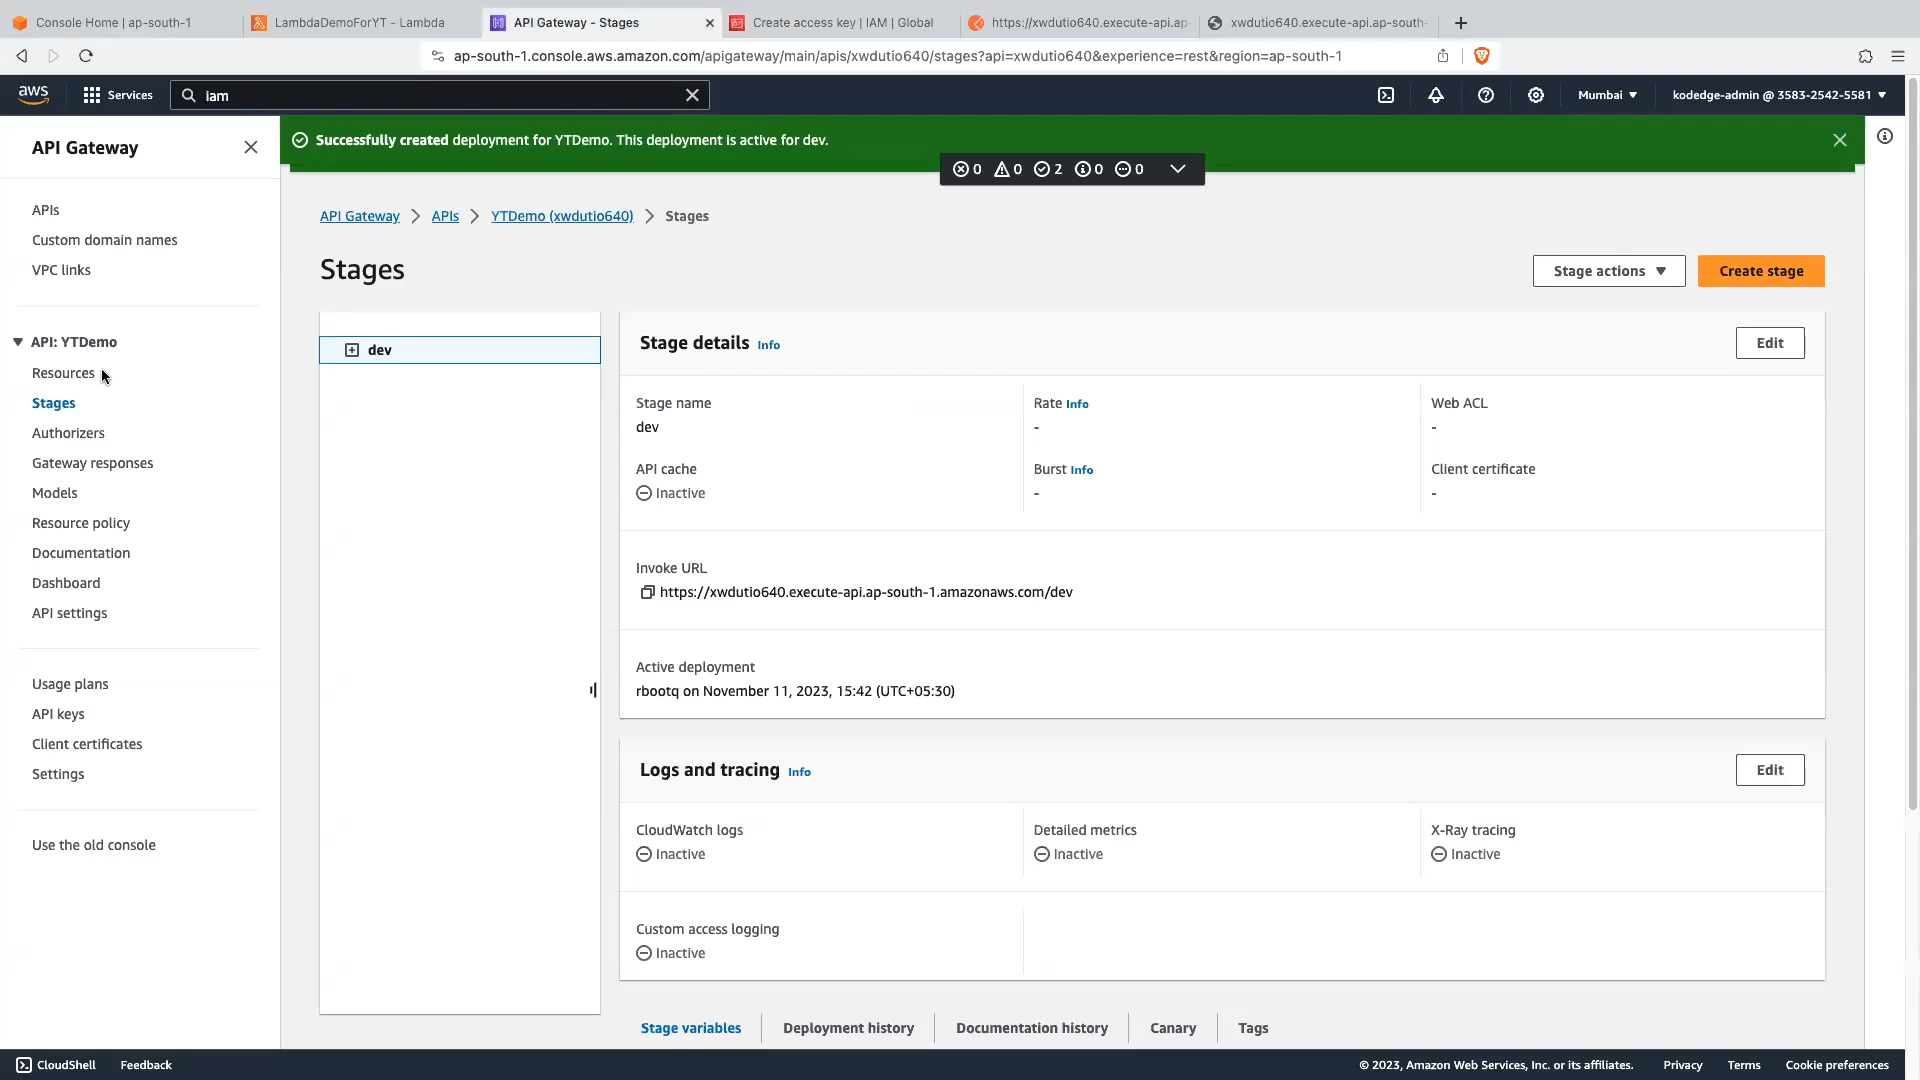 Console Home | ap-south-1
LambdaDemoForYT - Lambda
API Gateway - Stages
Create access key | IAM | Global
https://xwdutio640.execute-api.ap
xwdutio640.execute-api.ap-south-
ap-south-1.console.aws.amazon.com/apigateway/main/apis/xwdutio640/stages?api=xwdutio640&experience=rest&region=ap-south-1
aws
Services
iam
Mumbai
kodedge-admin @ 3583-2542-5581
API Gateway
Successfully created deployment for YTDemo. This deployment is active for dev.
0 0 2 0 0
APIs
Custom domain names
VPC links
API: YTDemo
Resources
Stages
Authorizers
Gateway responses
Models
Resource policy
Documentation
Dashboard
API settings
Usage plans
API keys
Client certificates
Settings
Use the old console
API Gateway > APIs > YTDemo (xwdutio640) > Stages
Stages
Stage actions
Create stage
dev
Stage details Info
Edit
Stage name
dev
Rate Info
-
Web ACL
-
API cache
Inactive
Burst Info
-
Client certificate
-
Invoke URL
https://xwdutio640.execute-api.ap-south-1.amazonaws.com/dev
Active deployment
rbootq on November 11, 2023, 15:42 (UTC+05:30)
Logs and tracing Info
Edit
CloudWatch logs
Inactive
Detailed metrics
Inactive
X-Ray tracing
Inactive
Custom access logging
Inactive
Stage variables
Deployment history
Documentation history
Canary
Tags
CloudShell
Feedback
© 2023, Amazon Web Services, Inc. or its affiliates.
Privacy
Terms
Cookie preferences